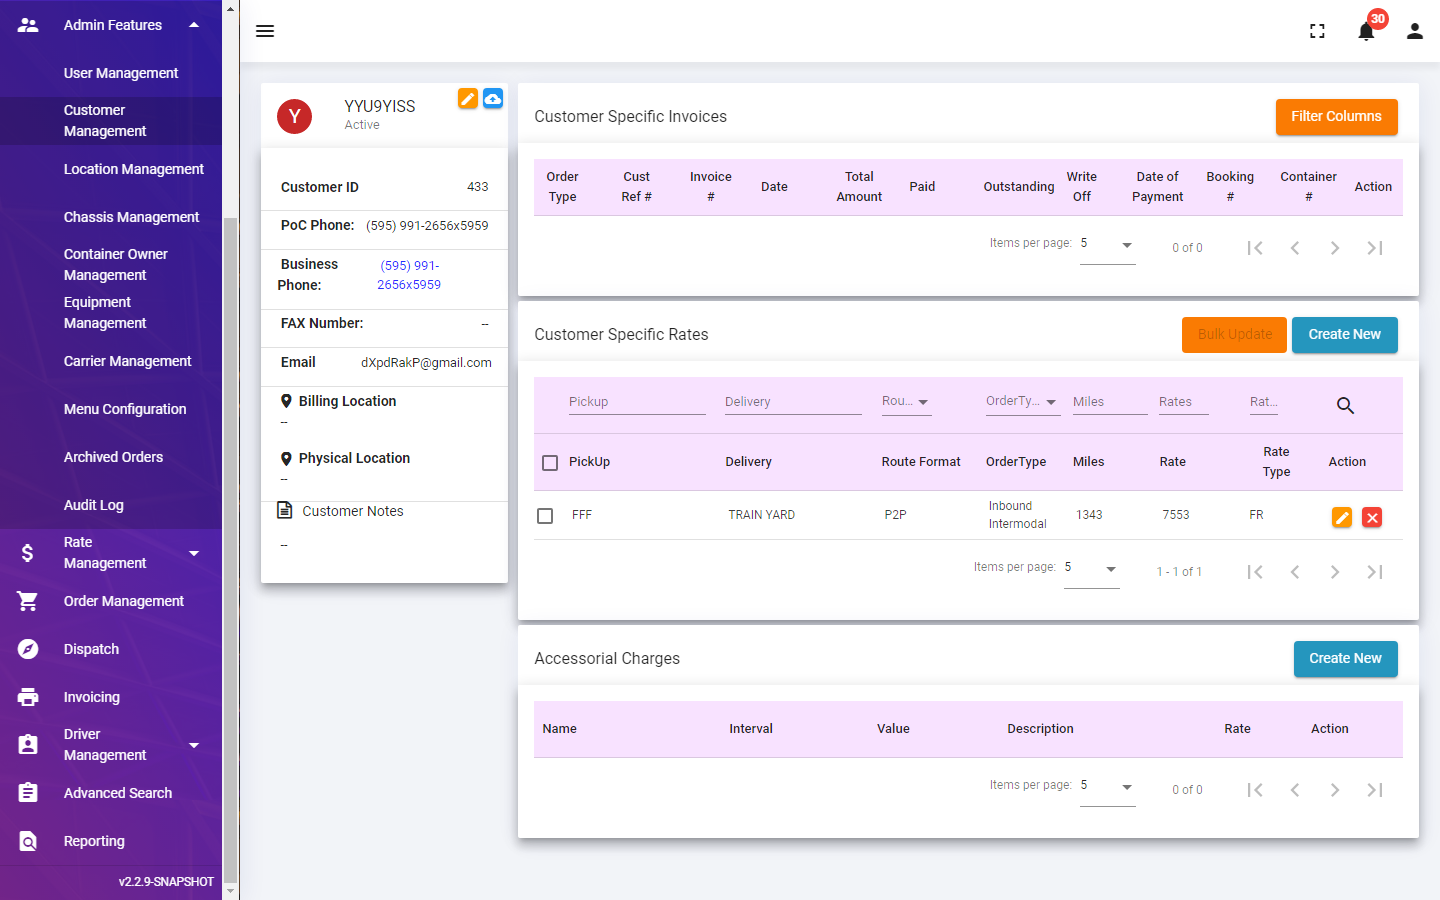 Admin Features
User Management
Customer
Management
Location Management
Chassis Management
Container Owner
Management
Equipment
Management
Carrier Management
Menu Configuration
Archived Orders
Audit Log
Rate
Management
Order Management
Dispatch
Invoicing
Driver
Management
Advanced Search
Reporting
v2.2.9-SNAPSHOT
30
Y
YYU9YISS
Active
Customer ID 433
PoC Phone: (595) 991-2656x5959
Business
Phone:
(595) 991-
2656x5959
FAX Number: --
Email dXpdRakP@gmail.com
Billing Location
--
Physical Location
--
Customer Notes
--
Customer Specific Invoices
Filter Columns
Order
Type
Cust
Ref #
Invoice
#
Date
Total
Amount
Paid
Outstanding
Write
Off
Date of
Payment
Booking
#
Container
#
Action
Items per page: 5 0 of 0
Customer Specific Rates
Bulk Update
Create New
Pickup Delivery Rou... OrderTy... Miles Rates Rat...
PickUp Delivery Route Format OrderType Miles Rate
Rate
Type
Action
FFF TRAIN YARD P2P
Inbound
Intermodal
1343 7553 FR
Items per page: 5 1 - 1 of 1
Accessorial Charges
Create New
Name Interval Value Description Rate Action
Items per page: 5 0 of 0